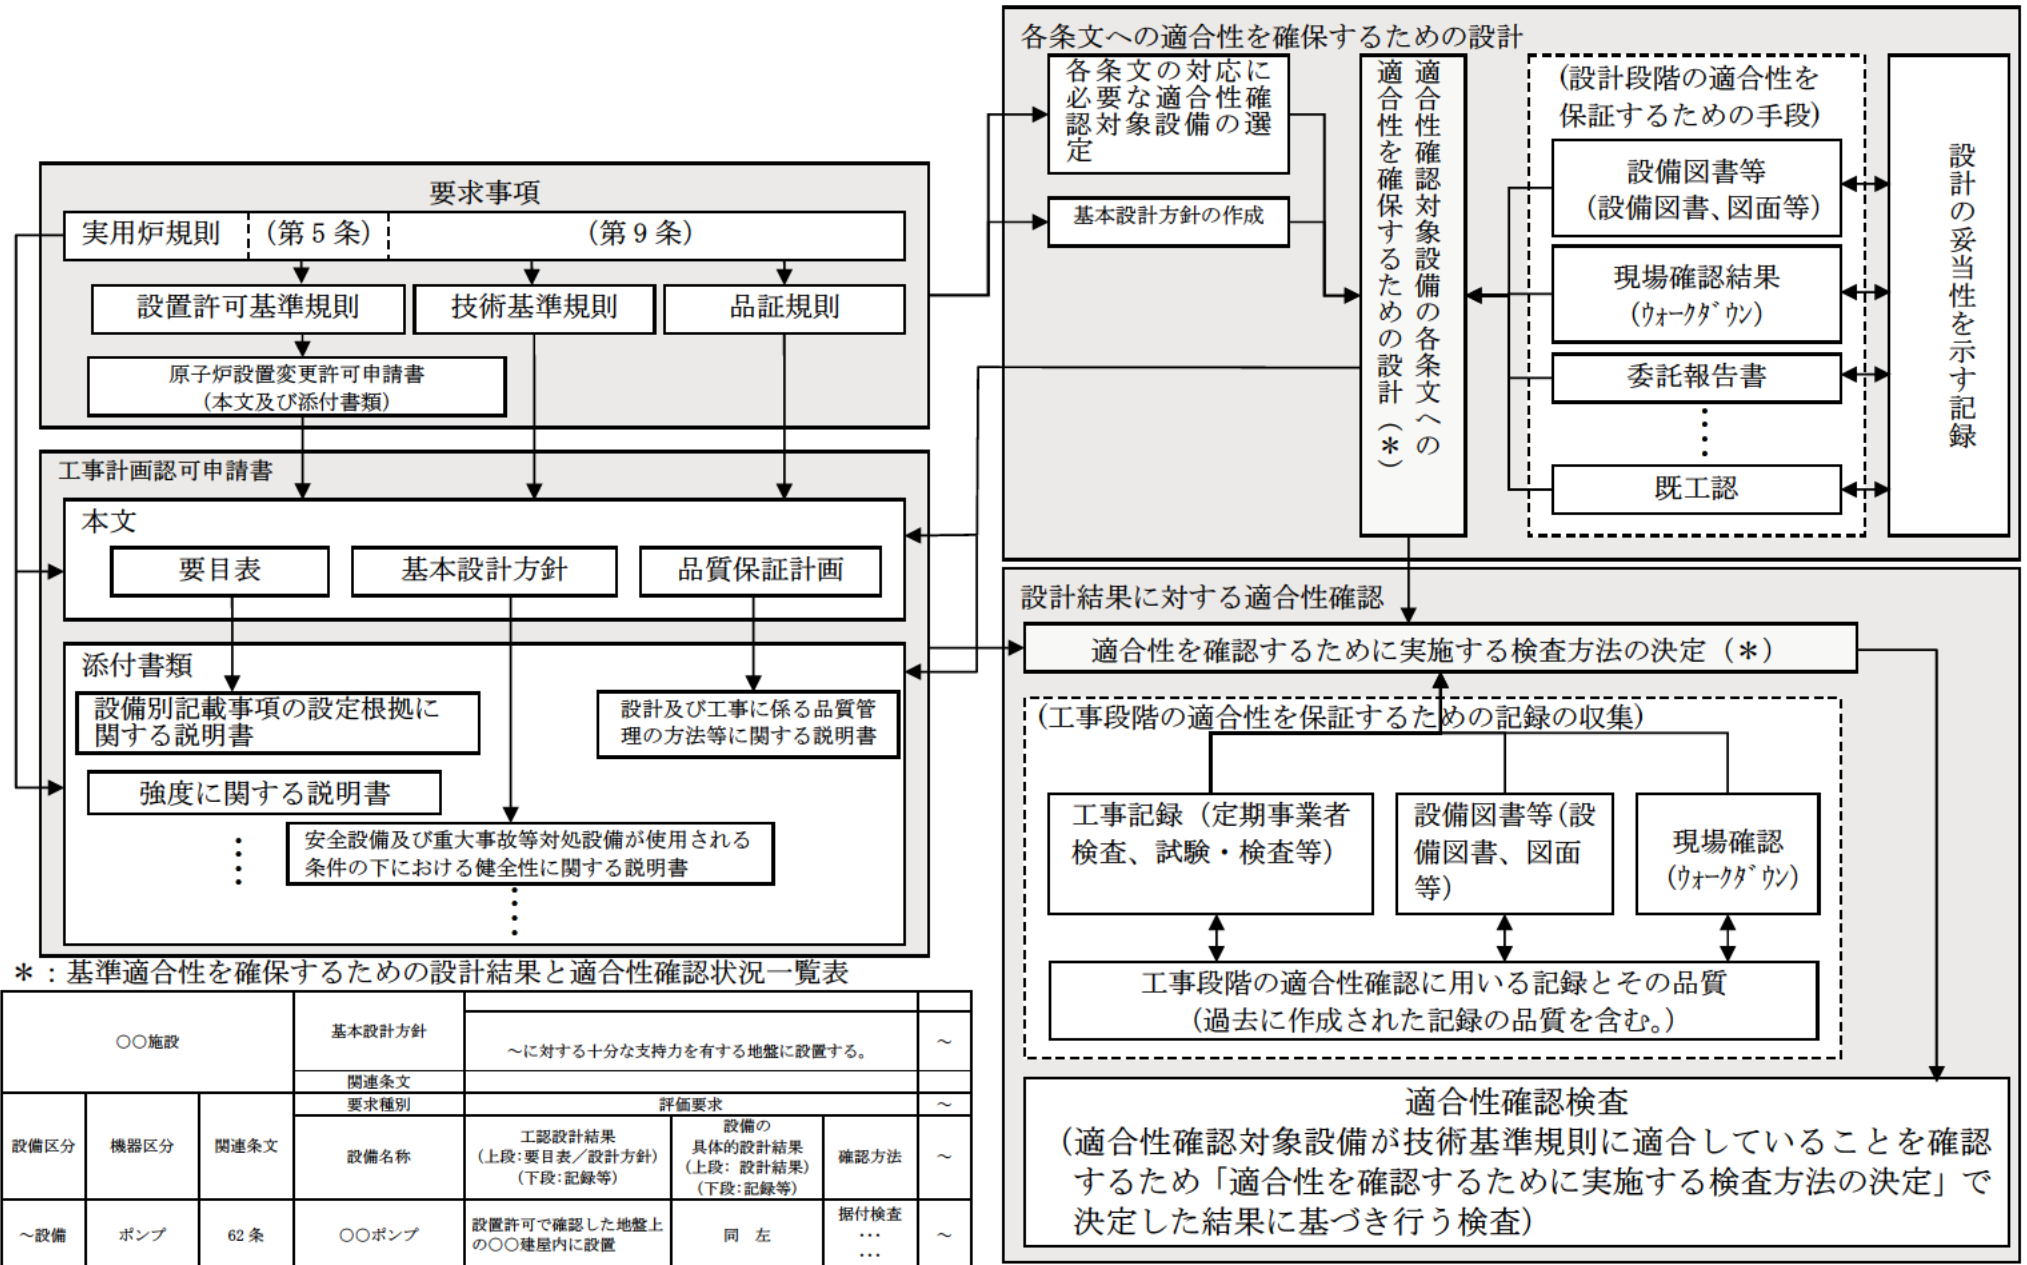 要求事項
実用炉規則 (第5条) (第9条)
設置許可基準規則 技術基準規則 品証規則
原子炉設置変更許可申請書
(本文及び添付書類)
工事計画認可申請書
本文
要目表 基本設計方針 品質保証計画
添付書類
設備別記載事項の設定根拠に
関する説明書
設計及び工事に係る品質管
理の方法等に関する説明書
強度に関する説明書
安全設備及び重大事故等対処設備が使用される
条件の下における健全性に関する説明書
各条文への適合性を確保するための設計
各条文の対応に
必要な適合性確
認対象設備の選
定
基本設計方針の作成
適合性確認対象設備の各条文への
適合性を確保するための設計(＊)
(設計段階の適合性を
保証するための手段)
設備図書等
(設備図書、図面等)
現場確認結果
(ｳｫｰｸﾀﾞｳﾝ)
委託報告書
既工認
設計の妥当性を示す記録
設計結果に対する適合性確認
適合性を確認するために実施する検査方法の決定（＊）
(工事段階の適合性を保証するための記録の収集)
工事記録（定期事業者
検査、試験・検査等）
設備図書等(設
備図書、図面
等)
現場確認
(ｳｫｰｸﾀﾞｳﾝ)
工事段階の適合性確認に用いる記録とその品質
(過去に作成された記録の品質を含む。)
適合性確認検査
(適合性確認対象設備が技術基準規則に適合していることを確認
するため「適合性を確認するために実施する検査方法の決定」で
決定した結果に基づき行う検査)
＊：基準適合性を確保するための設計結果と適合性確認状況一覧表
〇〇施設
基本設計方針
～に対する十分な支持力を有する地盤に設置する。
～
関連条文
要求種別 評価要求 ～
設備区分 機器区分 関連条文 設備名称
工認設計結果
(上段:要目表／設計方針)
(下段:記録等)
設備の
具体的設計結果
(上段: 設計結果)
(下段:記録等)
確認方法 ～
～設備 ポンプ 62条 〇〇ポンプ
設置許可で確認した地盤上
の〇〇建屋内に設置
同 左
据付検査
…
…
～